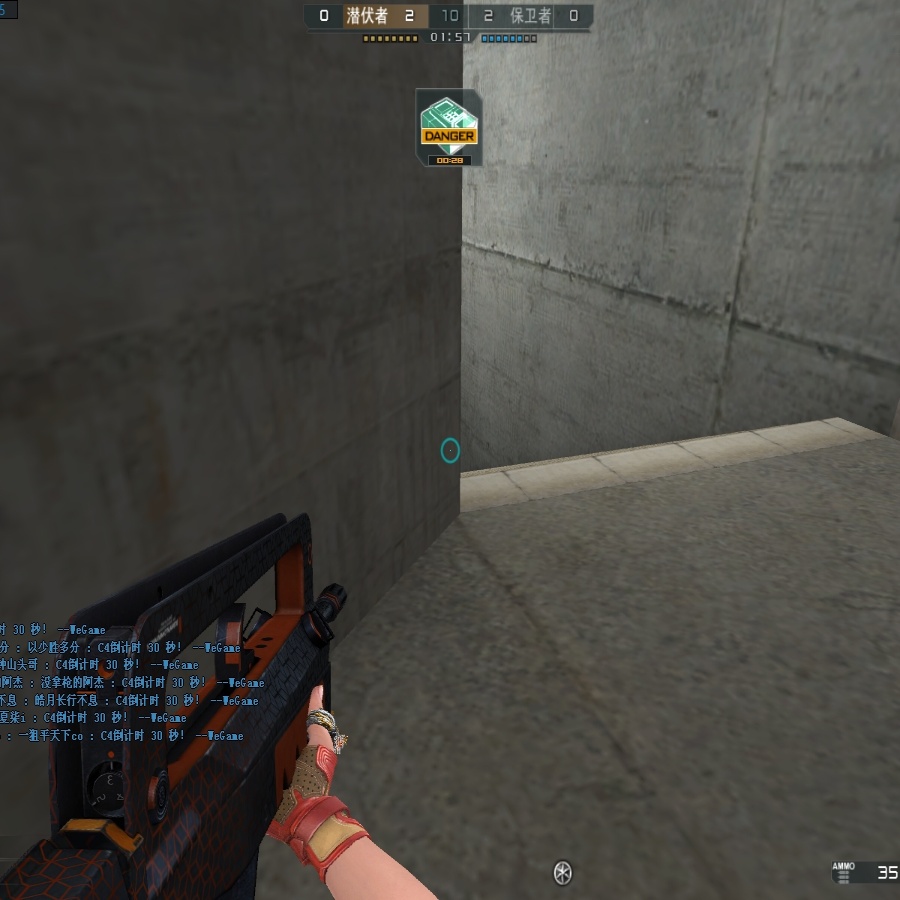 0 潜伏者 2 10 2 保卫者 0
01:57
DANGER
00:28
时 30 秒! --WeGame
分 : 以少胜多分 : C4倒计时 30 秒! --WeGame
钟山头哥 : C4倒计时 30 秒! --WeGame
阿杰 : 没拿枪的阿杰 : C4倒计时 30 秒! --WeGame
不息 : 皓月长行不息 : C4倒计时 30 秒! --WeGame
夏柒i : C4倒计时 30 秒! --WeGame
: 一狙平天下co : C4倒计时 30 秒! --WeGame
AMMO
35